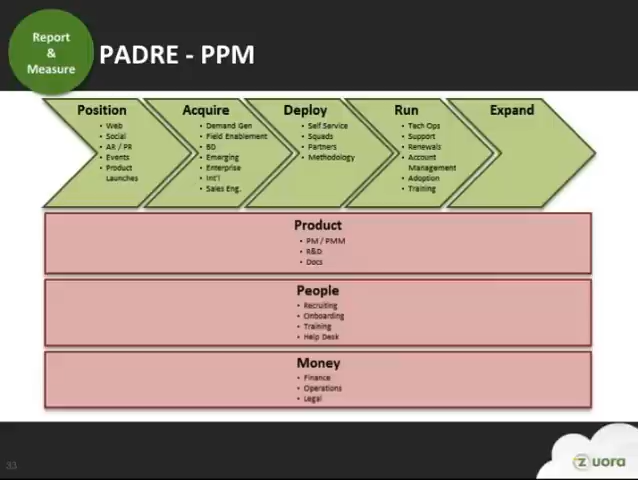 Report
&
Measure
PADRE - PPM
Position
• Web
• Social
• AR / PR
• Events
• Product
Launches
Acquire
• Demand Gen
• Field Enablement
• BD
• Emerging
• Enterprise
• Int'l
• Sales Eng.
Deploy
• Self Service
• Squads
• Partners
• Methodology
Run
• Tech Ops
• Support
• Renewals
• Account
Management
• Adoption
• Training
Expand
Product
• PM / PMM
• R&D
• Docs
People
• Recruiting
• Onboarding
• Training
• Help Desk
Money
• Finance
• Operations
• Legal
33
zuora